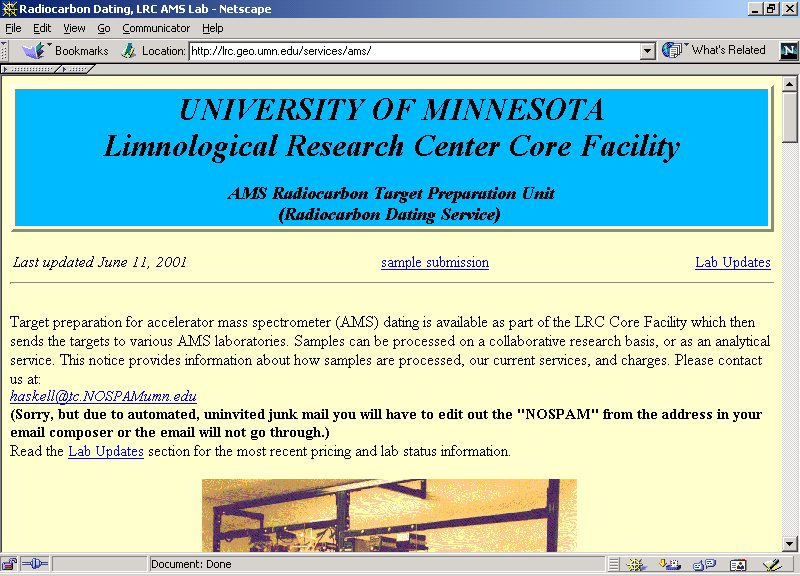 Radiocarbon Dating, LRC AMS Lab - Netscape
File Edit View Go Communicator Help
Bookmarks Location: http://lrc.geo.umn.edu/services/ams/ What's Related N
UNIVERSITY OF MINNESOTA
Limnological Research Center Core Facility
AMS Radiocarbon Target Preparation Unit
(Radiocarbon Dating Service)
Last updated June 11, 2001 sample submission Lab Updates
Target preparation for accelerator mass spectrometer (AMS) dating is available as part of the LRC Core Facility which then
sends the targets to various AMS laboratories. Samples can be processed on a collaborative research basis, or as an analytical
service. This notice provides information about how samples are processed, our current services, and charges. Please contact
us at:
haskell@tc.NOSPAMumn.edu
(Sorry, but due to automated, uninvited junk mail you will have to edit out the "NOSPAM" from the address in your
email composer or the email will not go through.)
Read the Lab Updates section for the most recent pricing and lab status information.
Document: Done